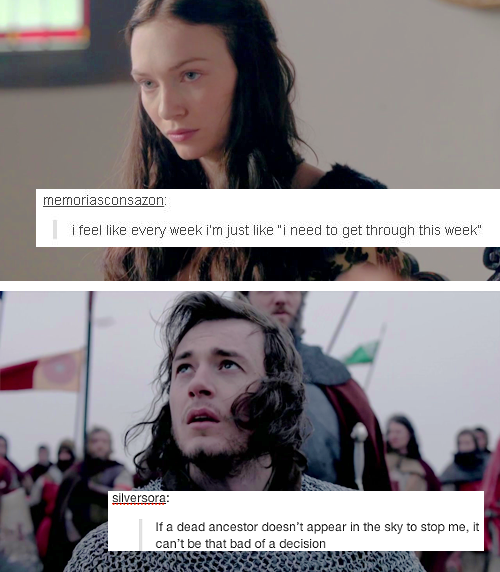 memoriasconsazon:
i feel like every week i'm just like "i need to get through this week"
silversora:
If a dead ancestor doesn't appear in the sky to stop me, it
can't be that bad of a decision